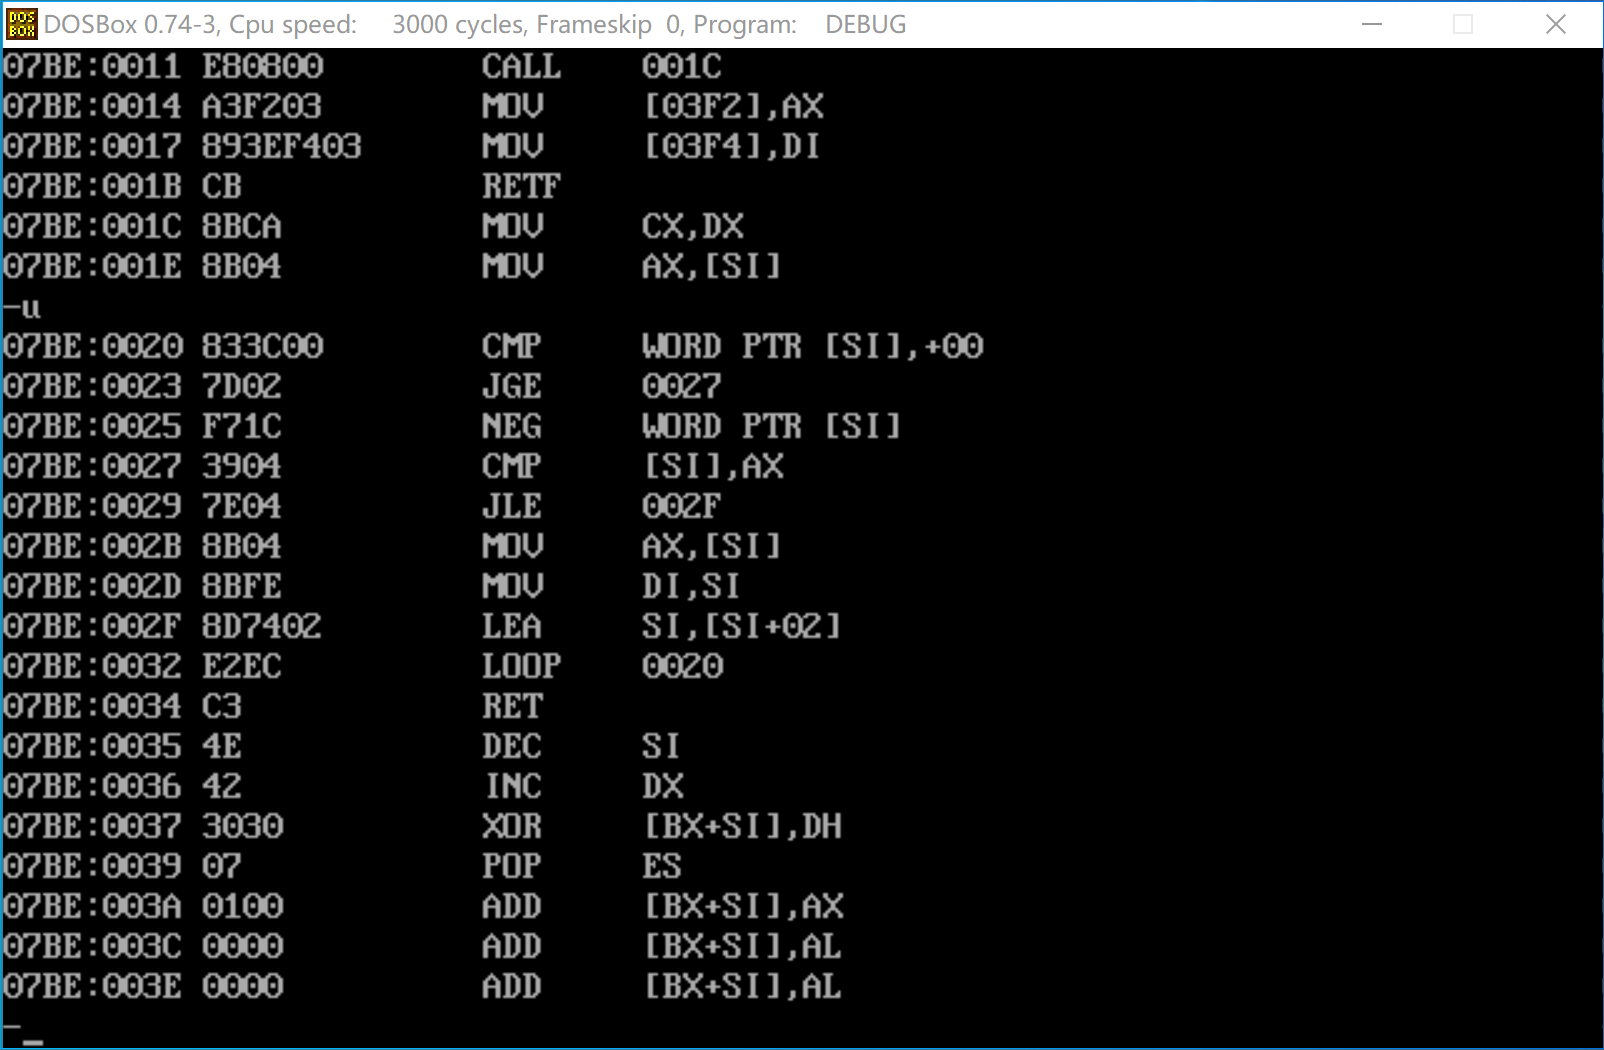 DOS BOX DOSBox 0.74-3, Cpu speed: 3000 cycles, Frameskip 0, Program: DEBUG
07BE:0011 E80800 CALL 001C
07BE:0014 A3F203 MOV [03F2],AX
07BE:0017 893EF403 MOV [03F4],DI
07BE:001B CB RETF
07BE:001C 8BCA MOV CX,DX
07BE:001E 8B04 MOV AX,[SI]
-u
07BE:0020 833C00 CMP WORD PTR [SI],+00
07BE:0023 7D02 JGE 0027
07BE:0025 F71C NEG WORD PTR [SI]
07BE:0027 3904 CMP [SI],AX
07BE:0029 7E04 JLE 002F
07BE:002B 8B04 MOV AX,[SI]
07BE:002D 8BFE MOV DI,SI
07BE:002F 8D7402 LEA SI,[SI+02]
07BE:0032 E2EC LOOP 0020
07BE:0034 C3 RET
07BE:0035 4E DEC SI
07BE:0036 42 INC DX
07BE:0037 3030 XOR [BX+SI],DH
07BE:0039 07 POP ES
07BE:003A 0100 ADD [BX+SI],AX
07BE:003C 0000 ADD [BX+SI],AL
07BE:003E 0000 ADD [BX+SI],AL
-_